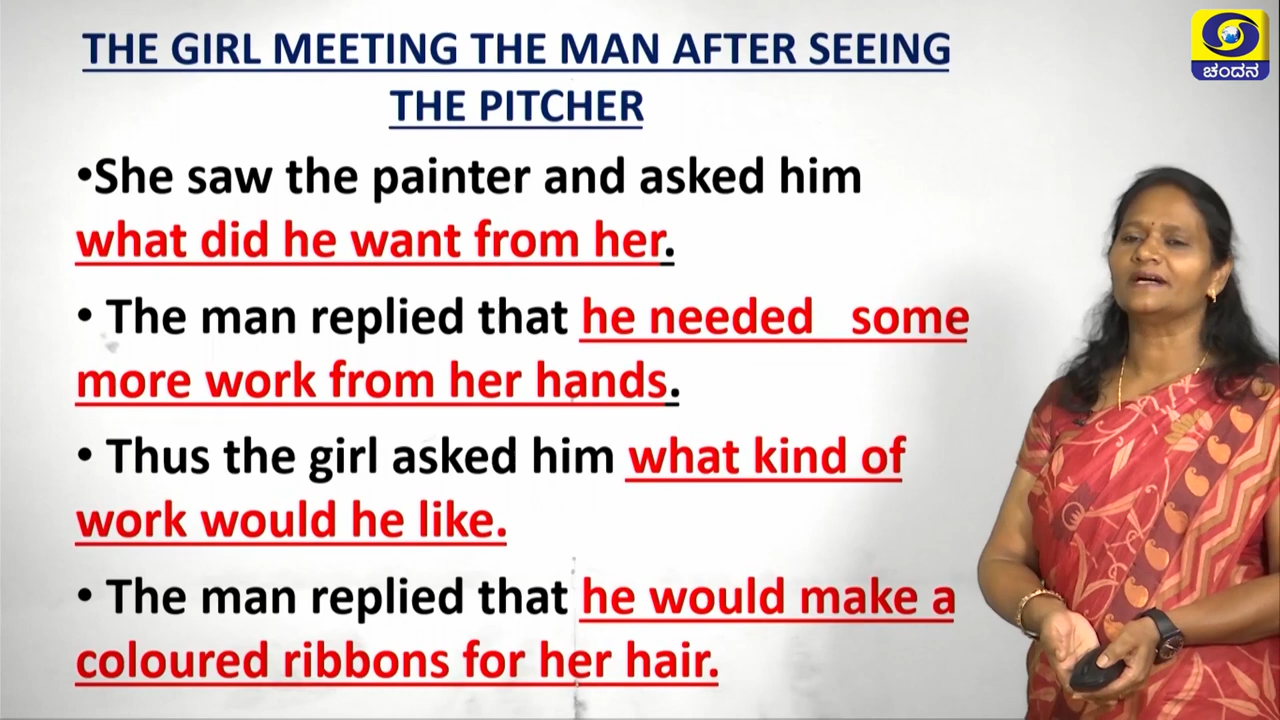 THE GIRL MEETING THE MAN AFTER SEEING
THE PITCHER
•She saw the painter and asked him
what did he want from her.
• The man replied that he needed some
more work from her hands.
• Thus the girl asked him what kind of
work would he like.
• The man replied that he would make a
coloured ribbons for her hair.
ಚಂದನ